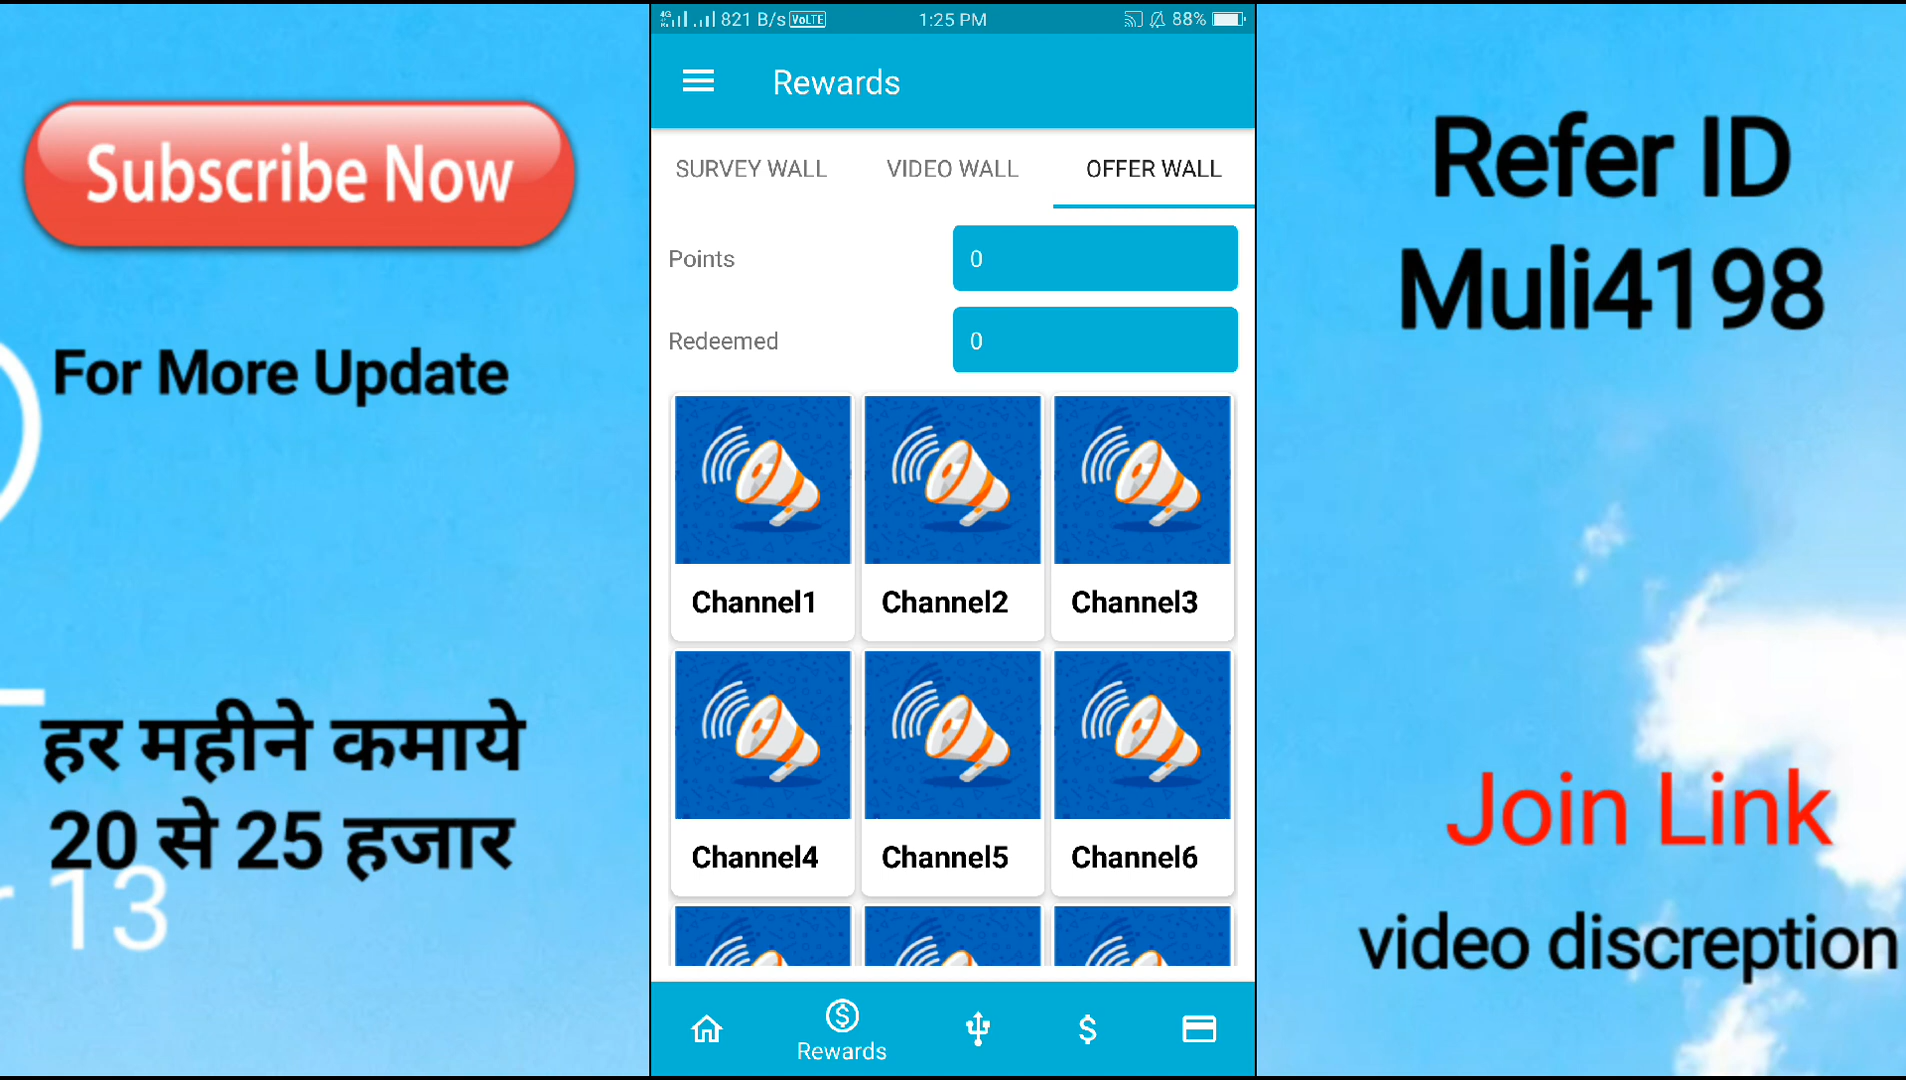 821 B/s VoLTE 1:25 PM 88%
Rewards
SURVEY WALL VIDEO WALL OFFER WALL
Points 0
Redeemed 0
Channel1 Channel2 Channel3
Channel4 Channel5 Channel6
Rewards
Subscribe Now
For More Update
हर महीने कमाये
20 से 25 हजार
13
Refer ID
Muli4198
Join Link
video discreption